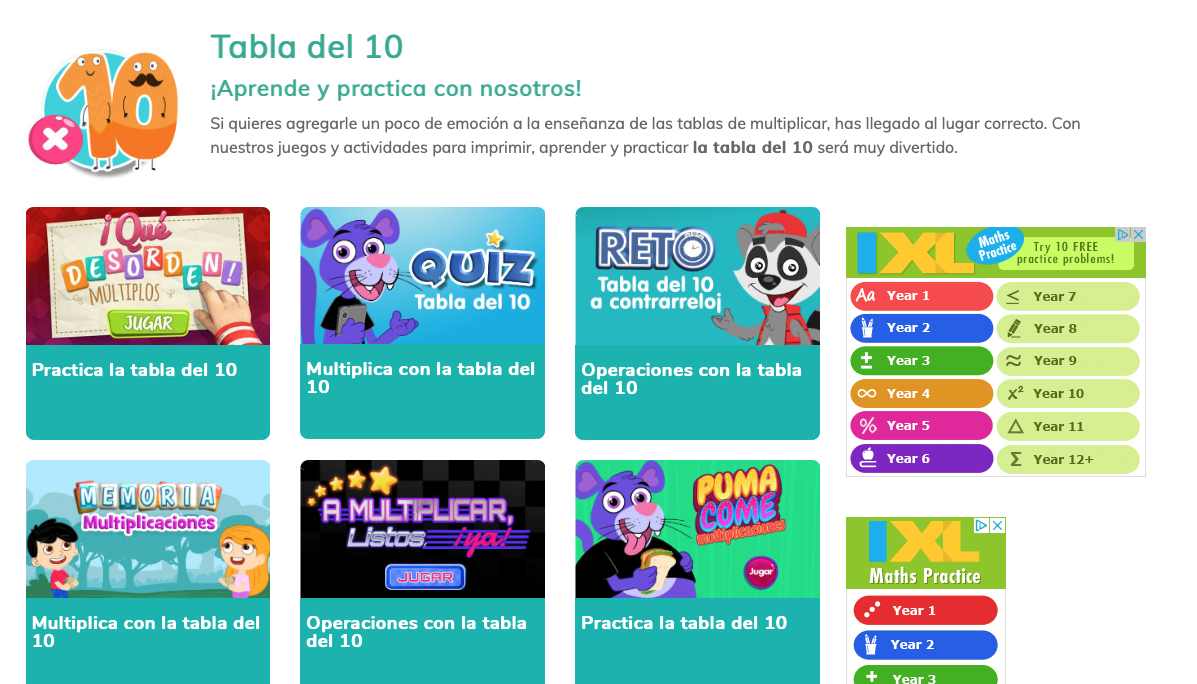 10
Tabla del 10
¡Aprende y practica con nosotros!
Si quieres agregarle un poco de emoción a la enseñanza de las tablas de multiplicar, has llegado al lugar correcto. Con
nuestros juegos y actividades para imprimir, aprender y practicar la tabla del 10 será muy divertido.
¡Qué
DESORDEN!
MÚLTIPLOS
JUGAR
Practica la tabla del 10
QUIZ
Tabla del 10
Multiplica con la tabla del
10
RETO
Tabla del 10
a contrarreloj
Operaciones con la tabla
del 10
MEMORIA
Multiplicaciones
Multiplica con la tabla del
10
A MULTIPLICAR,
Listos ¡ya!
JUGAR
Operaciones con la tabla
del 10
PUMA
COME
multiplicaciones
Jugar
Practica la tabla del 10
IXL
Maths
Practice
Try 10 FREE
practice problems!
Aa Year 1
Year 2
± Year 3
∞ Year 4
% Year 5
Year 6
≤ Year 7
Year 8
≈ Year 9
x² Year 10
△ Year 11
Σ Year 12+
IXL
Maths Practice
Year 1
Year 2
Year 3